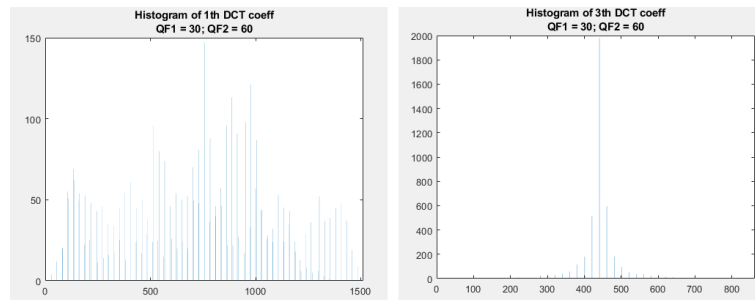 Histogram of 1th DCT coeff
QF1 = 30; QF2 = 60
150
100
50
0
0 500 1000 1500
Histogram of 3th DCT coeff
QF1 = 30; QF2 = 60
2000
1800
1600
1400
1200
1000
800
600
400
200
0
0 100 200 300 400 500 600 700 800